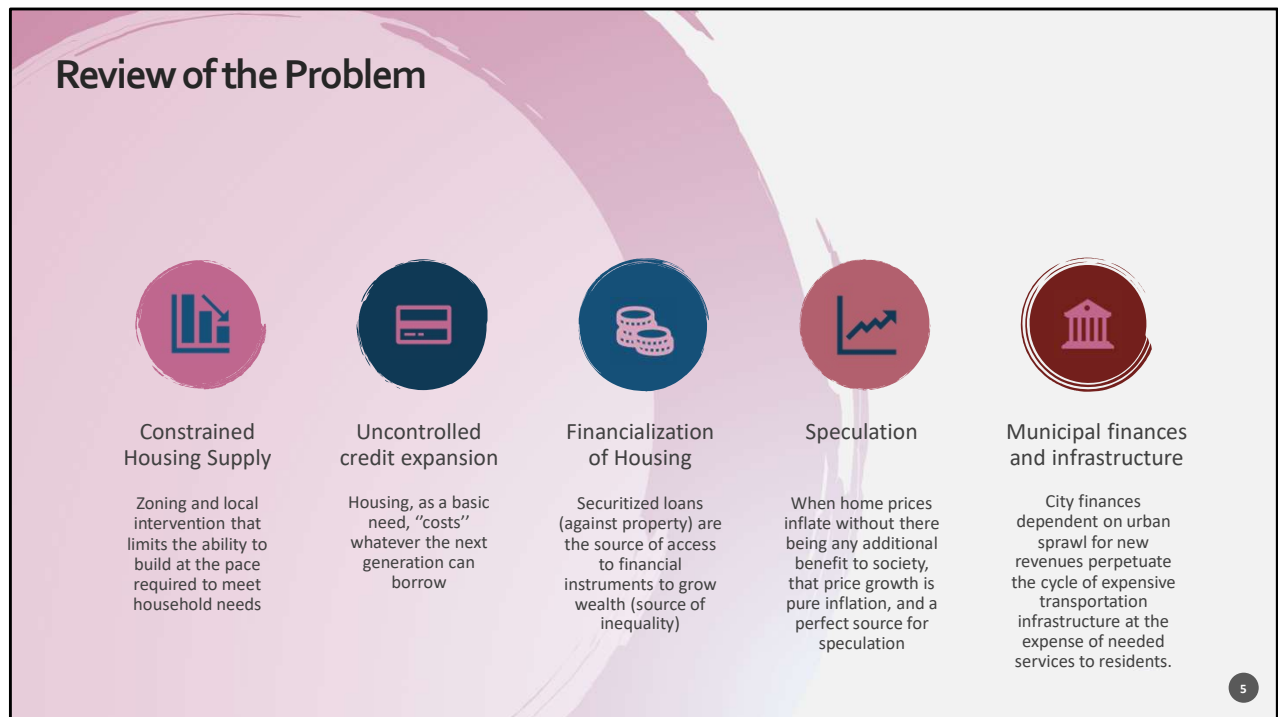 Review of the Problem
Constrained
Housing Supply
Zoning and local
intervention that
limits the ability to
build at the pace
required to meet
household needs
Uncontrolled
credit expansion
Housing, as a basic
need, ‘’costs’’
whatever the next
generation can
borrow
Financialization
of Housing
Securitized loans
(against property) are
the source of access
to financial
instruments to grow
wealth (source of
inequality)
Speculation
When home prices
inflate without there
being any additional
benefit to society,
that price growth is
pure inflation, and a
perfect source for
speculation
Municipal finances
and infrastructure
City finances
dependent on urban
sprawl for new
revenues perpetuate
the cycle of expensive
transportation
infrastructure at the
expense of needed
services to residents.
5